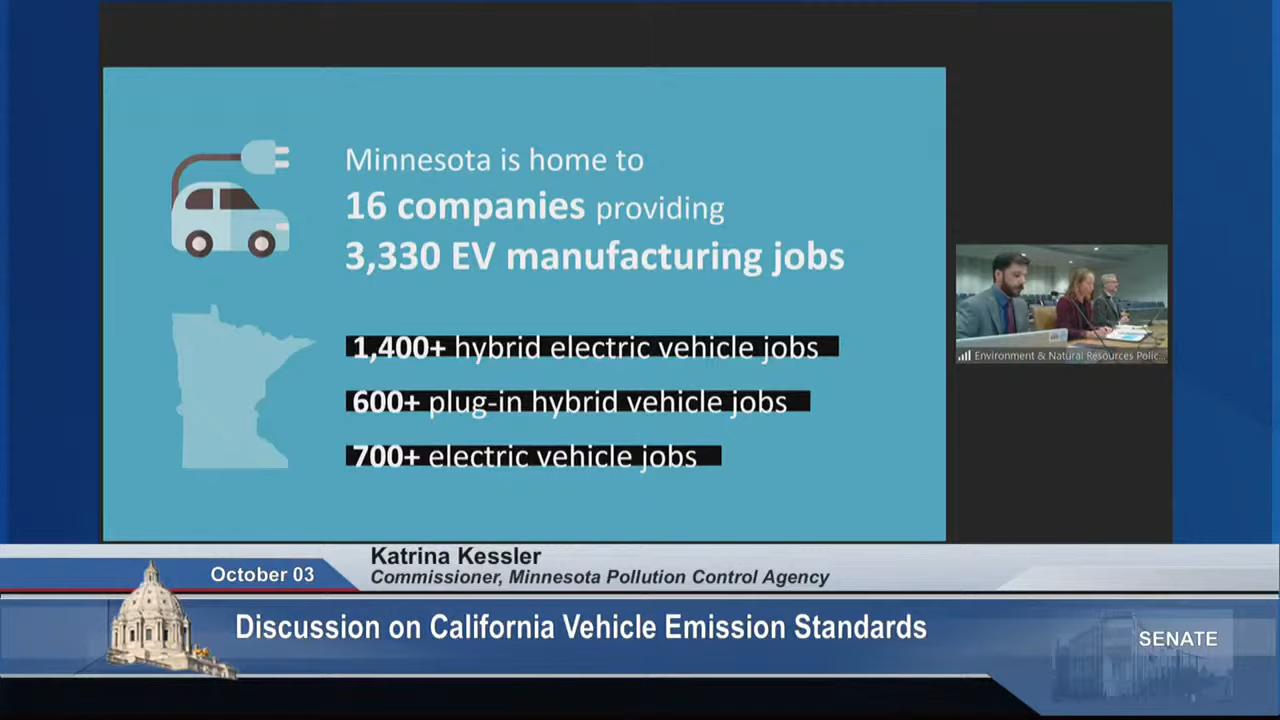 Minnesota is home to
16 companies providing
3,330 EV manufacturing jobs
1,400+ hybrid electric vehicle jobs
600+ plug-in hybrid vehicle jobs
700+ electric vehicle jobs
Environment & Natural Resources Polic...
Katrina Kessler
Commissioner, Minnesota Pollution Control Agency
October 03
Discussion on California Vehicle Emission Standards
SENATE